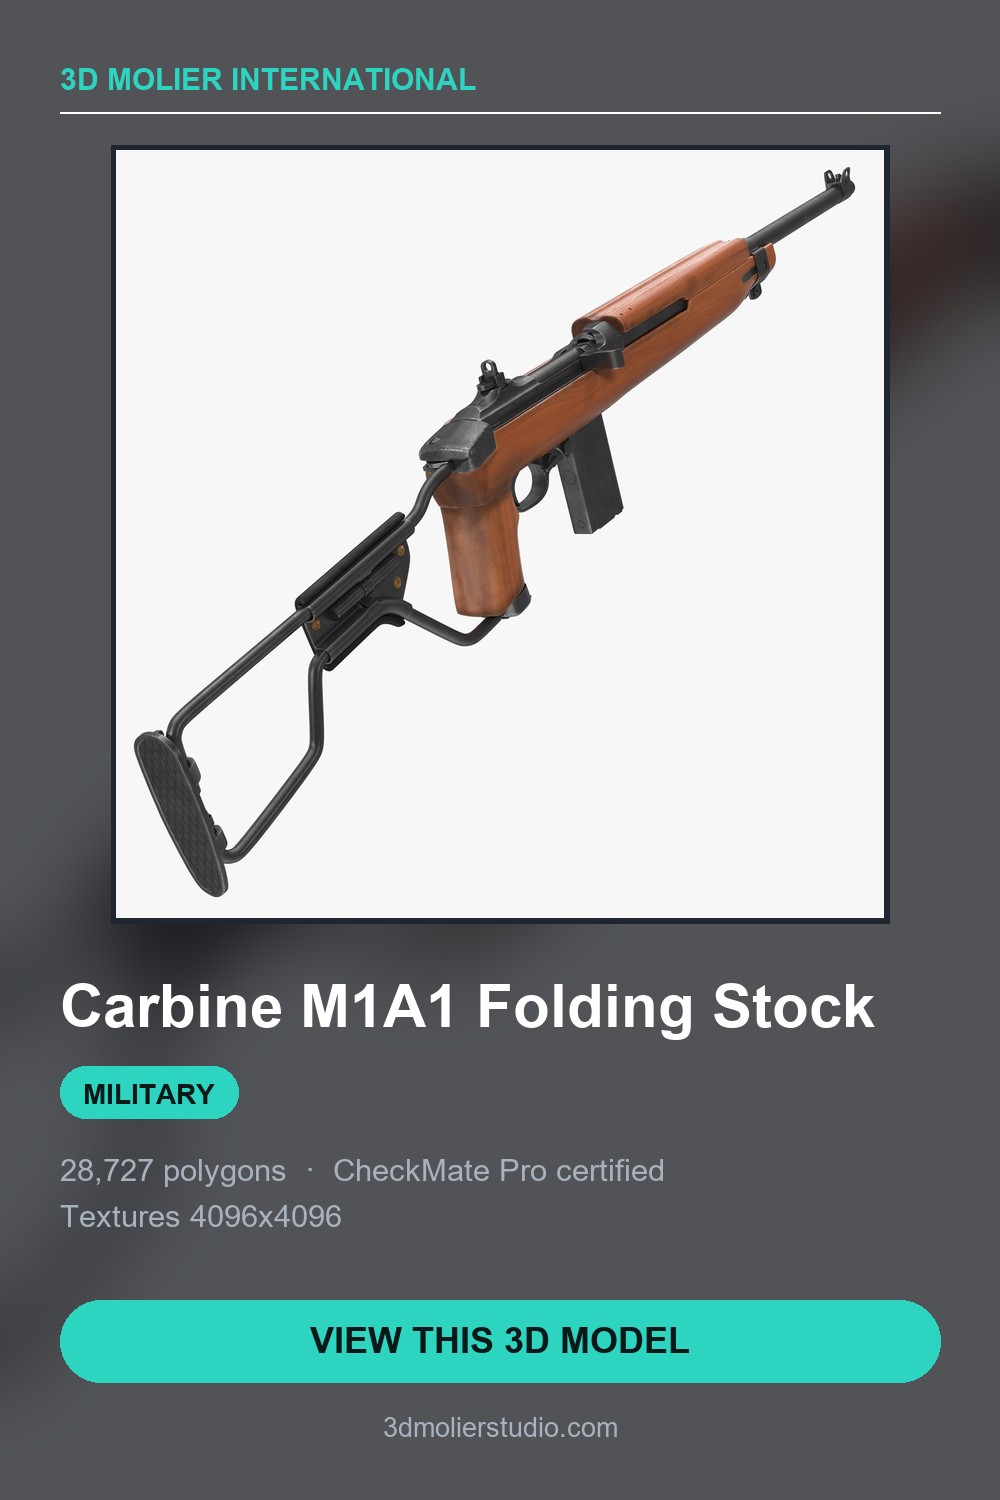 3D MOLIER INTERNATIONAL
Carbine M1A1 Folding Stock
MILITARY
28,727 polygons · CheckMate Pro certified
Textures 4096x4096
VIEW THIS 3D MODEL
3dmolierstudio.com